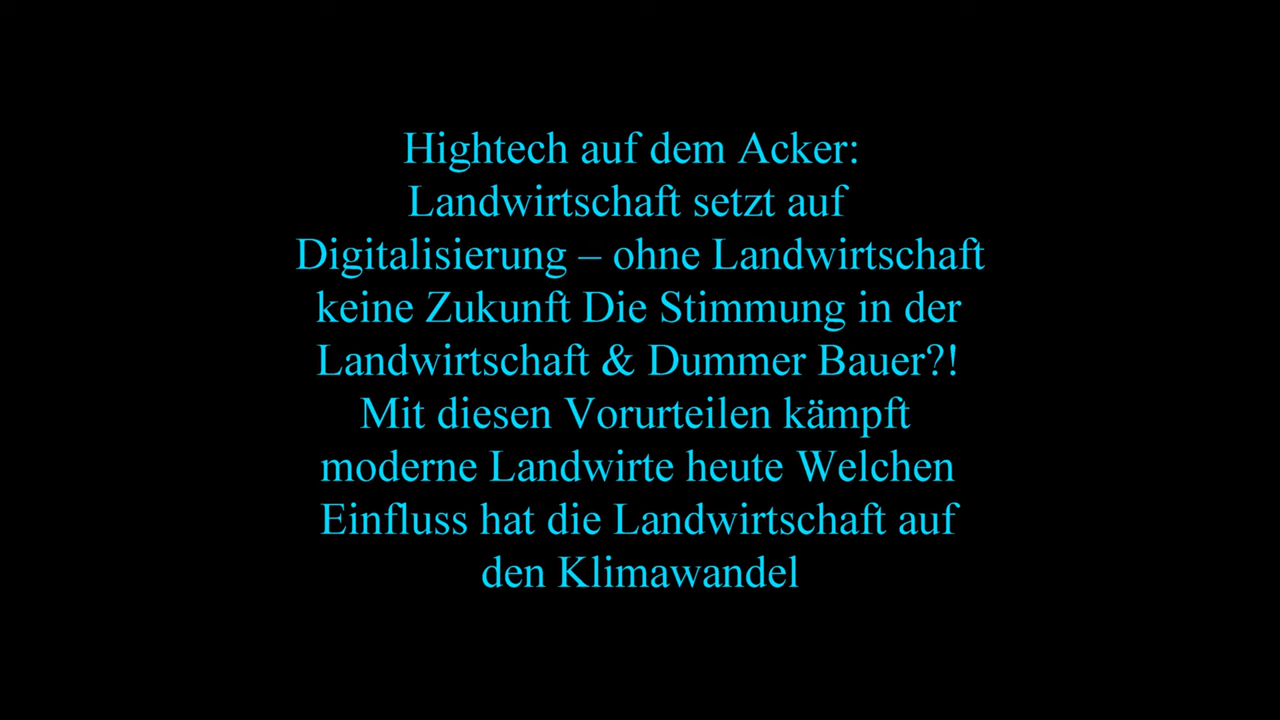 Hightech auf dem Acker:
Landwirtschaft setzt auf
Digitalisierung – ohne Landwirtschaft
keine Zukunft Die Stimmung in der
Landwirtschaft & Dummer Bauer?!
Mit diesen Vorurteilen kämpft
moderne Landwirte heute Welchen
Einfluss hat die Landwirtschaft auf
den Klimawandel